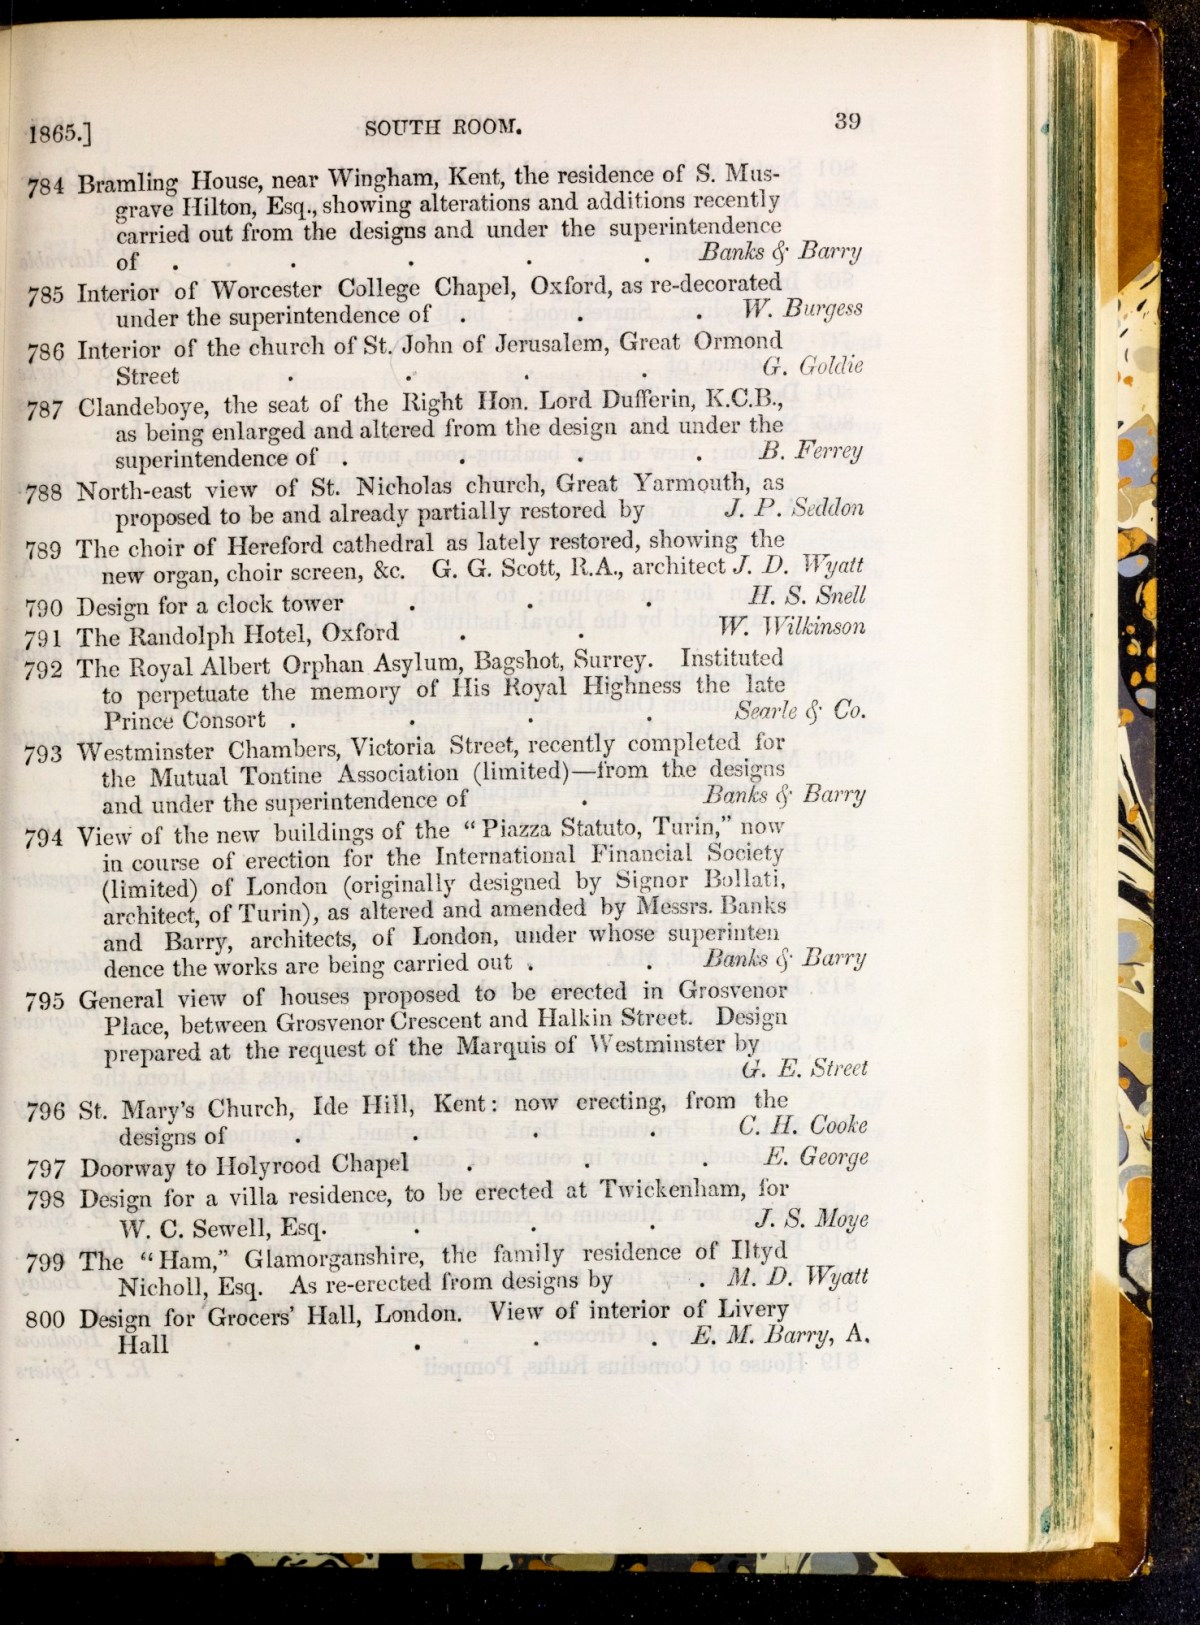 1865.] SOUTH ROOM. 39
784 Bramling House, near Wingham, Kent, the residence of S. Mus-
grave Hilton, Esq., showing alterations and additions recently
carried out from the designs and under the superintendence
of . . . . . Banks & Barry
785 Interior of Worcester College Chapel, Oxford, as re-decorated
under the superintendence of . . . W. Burgess
786 Interior of the church of St. John of Jerusalem, Great Ormond
Street . . . . G. Goldie
787 Clandeboye, the seat of the Right Hon. Lord Dufferin, K.C.B.,
as being enlarged and altered from the design and under the
superintendence of . . . . B. Ferrey
788 North-east view of St. Nicholas church, Great Yarmouth, as
proposed to be and already partially restored by J. P. Seddon
789 The choir of Hereford cathedral as lately restored, showing the
new organ, choir screen, &c. G. G. Scott, R.A., architect J. D. Wyatt
790 Design for a clock tower . . . H. S. Snell
791 The Randolph Hotel, Oxford . . W. Wilkinson
792 The Royal Albert Orphan Asylum, Bagshot, Surrey. Instituted
to perpetuate the memory of His Royal Highness the late
Prince Consort . . . . Searle & Co.
793 Westminster Chambers, Victoria Street, recently completed for
the Mutual Tontine Association (limited)—from the designs
and under the superintendence of . Banks & Barry
794 View of the new buildings of the “Piazza Statuto, Turin,” now
in course of erection for the International Financial Society
(limited) of London (originally designed by Signor Bollati,
architect, of Turin), as altered and amended by Messrs. Banks
and Barry, architects, of London, under whose superinten
dence the works are being carried out . . Banks & Barry
795 General view of houses proposed to be erected in Grosvenor
Place, between Grosvenor Crescent and Halkin Street. Design
prepared at the request of the Marquis of Westminster by
G. E. Street
796 St. Mary’s Church, Ide Hill, Kent: now erecting, from the
designs of . . . . C. H. Cooke
797 Doorway to Holyrood Chapel . . . E. George
798 Design for a villa residence, to be erected at Twickenham, for
W. C. Sewell, Esq. . . . J. S. Moye
799 The “Ham,” Glamorganshire, the family residence of Iltyd
Nicholl, Esq. As re-erected from designs by . M. D. Wyatt
800 Design for Grocers’ Hall, London. View of interior of Livery
Hall . . . E. M. Barry, A.